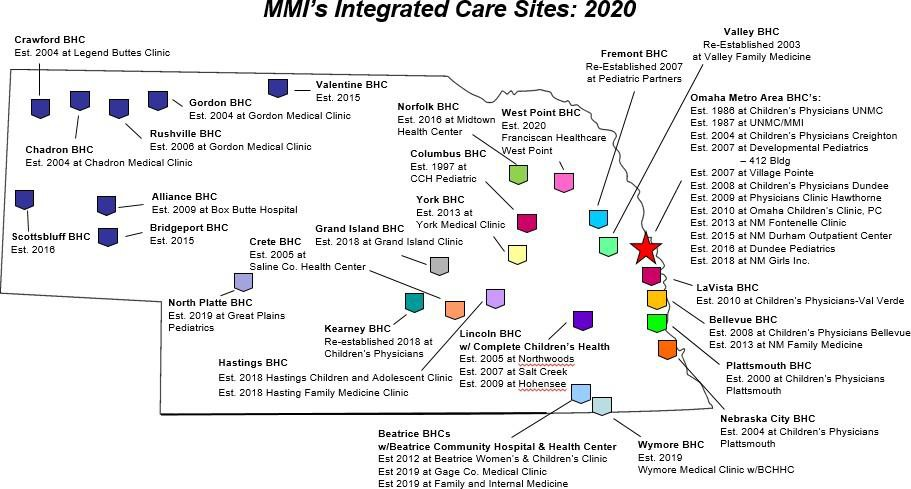 MMI's Integrated Care Sites: 2020
Crawford BHC
Est. 2004 at Legend Buttes Clinic
Valley BHC
Re-Established 2003
at Valley Family Medicine
Fremont BHC
Re-Established 2007
at Pediatric Partners
Valentine BHC
Est. 2015
Gordon BHC
Est. 2004 at Gordon Medical Clinic
Rushville BHC
Est. 2006 at Gordon Medical Clinic
Chadron BHC
Est. 2004 at Chadron Medical Clinic
Norfolk BHC
Est. 2016 at Midtown
Health Center
West Point BHC
Est. 2020
Franciscan Healthcare
West Point
Omaha Metro Area BHC's:
Est. 1986 at Children's Physicians UNMC
Est. 1987 at UNMC/MMI
Est. 2004 at Children's Physicians Creighton
Est. 2007 at Developmental Pediatrics
– 412 Bldg
Est. 2007 at Village Pointe
Est. 2008 at Children's Physicians Dundee
Est. 2009 at Physicians Clinic Hawthorne
Est. 2010 at Omaha Children's Clinic, PC
Est. 2013 at NM Fontenelle Clinic
Est. 2015 at NM Durham Outpatient Center
Est. 2016 at Dundee Pediatrics
Est. 2018 at NM Girls Inc.
Columbus BHC
Est. 1997 at
CCH Pediatric
York BHC
Est. 2013 at
York Medical Clinic
Alliance BHC
Est. 2009 at Box Butte Hospital
Bridgeport BHC
Est. 2015
Scottsbluff BHC
Est. 2016
Grand Island BHC
Est. 2018 at Grand Island Clinic
Crete BHC
Est. 2005 at
Saline Co. Health Center
North Platte BHC
Est. 2019 at Great Plains
Pediatrics
Kearney BHC
Re-established 2018 at
Children's Physicians
Hastings BHC
Est. 2018 Hastings Children and Adolescent Clinic
Est. 2018 Hasting Family Medicine Clinic
Lincoln BHC
w/ Complete Children's Health
Est. 2005 at Northwoods
Est. 2007 at Salt Creek
Est. 2009 at Hohensee
LaVista BHC
Est. 2010 at Children's Physicians-Val Verde
Bellevue BHC
Est. 2008 at Children's Physicians Bellevue
Est. 2013 at NM Family Medicine
Plattsmouth BHC
Est. 2000 at Children's Physicians
Plattsmouth
Nebraska City BHC
Est. 2004 at Children's Physicians
Plattsmouth
Beatrice BHCs
w/Beatrice Community Hospital & Health Center
Est 2012 at Beatrice Women's & Children's Clinic
Est 2019 at Gage Co. Medical Clinic
Est 2019 at Family and Internal Medicine
Wymore BHC
Est. 2019
Wymore Medical Clinic w/BCHHC